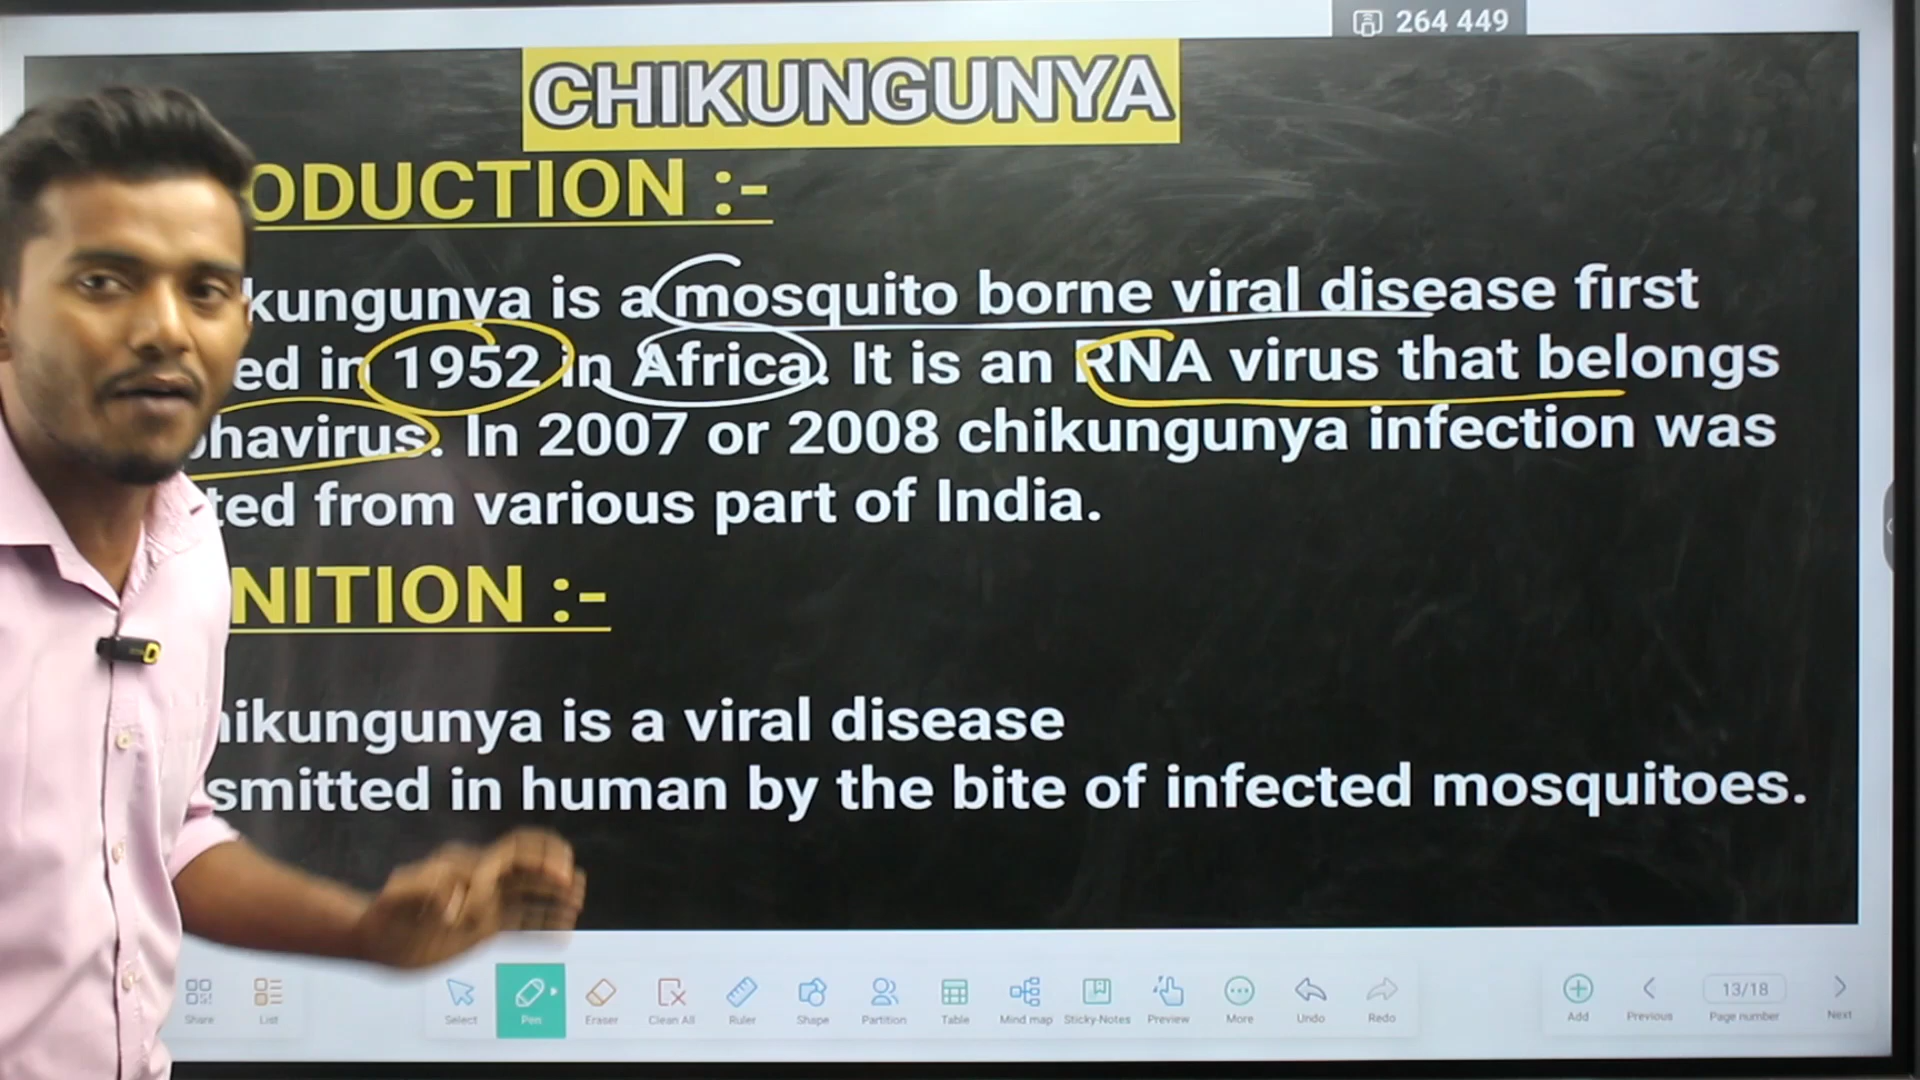 264 449
CHIKUNGUNYA
ODUCTION :-
kungunya is a mosquito borne viral disease first
ed in 1952 in Africa. It is an RNA virus that belongs
havirus. In 2007 or 2008 chikungunya infection was
ted from various part of India.
NITION :-
hikungunya is a viral disease
smitted in human by the bite of infected mosquitoes.
Share List Select Pen Eraser Clean All Ruler Shape Partition Table Mind map Sticky-Notes Preview More Undo Redo Add Previous 13/18 Page number Next